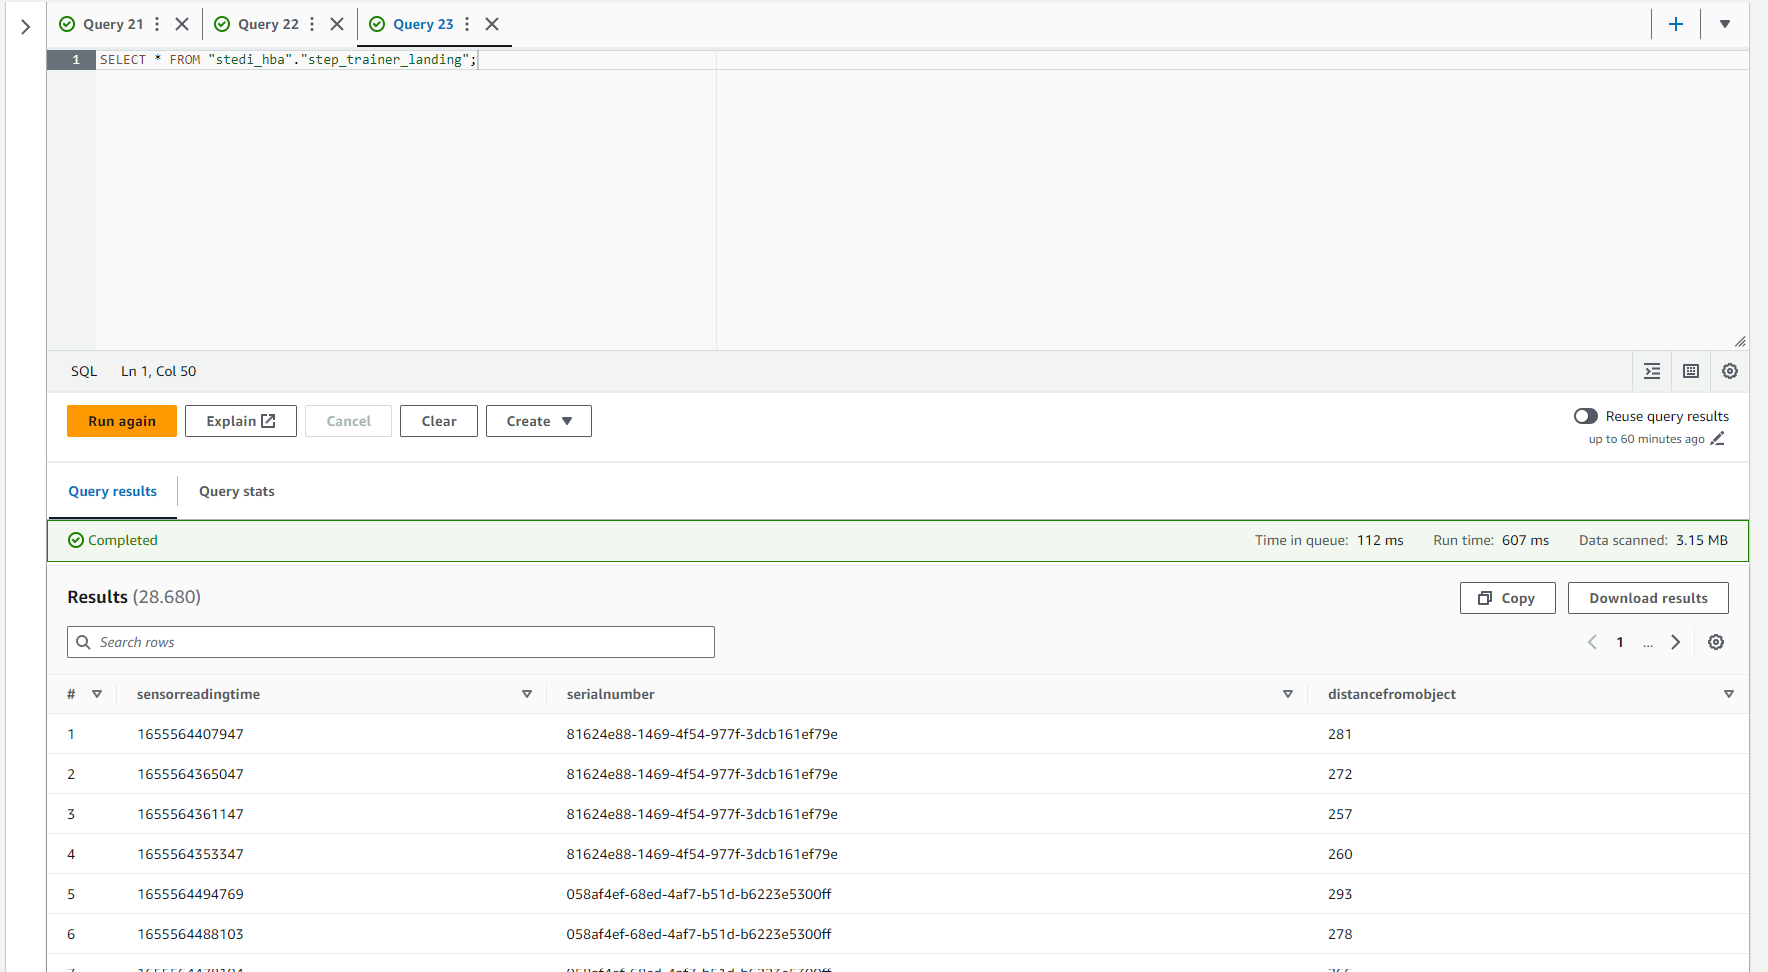 Query 21 Query 22 Query 23
1 SELECT * FROM "stedi_hba"."step_trainer_landing";
SQL Ln 1, Col 50
Run again Explain Cancel Clear Create Reuse query results
up to 60 minutes ago
Query results Query stats
Completed Time in queue: 112 ms Run time: 607 ms Data scanned: 3.15 MB
Results (28.680) Copy Download results
Search rows 1 ...
# sensorreadingtime serialnumber distancefromobject
1 1655564407947 81624e88-1469-4f54-977f-3dcb161ef79e 281
2 1655564365047 81624e88-1469-4f54-977f-3dcb161ef79e 272
3 1655564361147 81624e88-1469-4f54-977f-3dcb161ef79e 257
4 1655564353347 81624e88-1469-4f54-977f-3dcb161ef79e 260
5 1655564494769 058af4ef-68ed-4af7-b51d-b6223e5300ff 293
6 1655564488103 058af4ef-68ed-4af7-b51d-b6223e5300ff 278